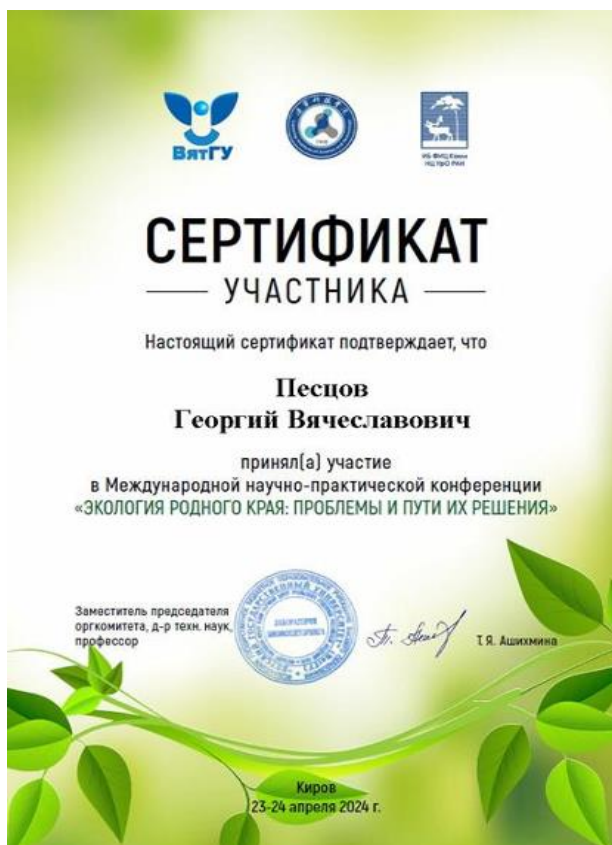 ВятГУ
ИБ ФИЦ Коми
НЦ УрО РАН
СЕРТИФИКАТ
УЧАСТНИКА
Настоящий сертификат подтверждает, что
Песцов
Георгий Вячеславович
принял(а) участие
в Международной научно-практической конференции
«ЭКОЛОГИЯ РОДНОГО КРАЯ: ПРОБЛЕМЫ И ПУТИ ИХ РЕШЕНИЯ»
Заместитель председателя
оргкомитета, д-р техн. наук,
профессор
ЛАБОРАТОРИЯ
БИОМОНИТОРИНГА
Т.Я. Ашихмина
Киров
23-24 апреля 2024 г.